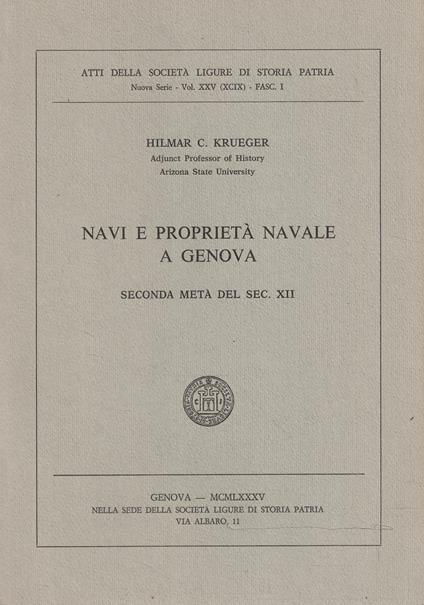 ATTI DELLA SOCIETÀ LIGURE DI STORIA PATRIA
Nuova Serie - Vol. XXV (XCIX) - FASC. I
HILMAR C. KRUEGER
Adjunct Professor of History
Arizona State University
NAVI E PROPRIETÀ NAVALE
A GENOVA
SECONDA METÀ DEL SEC. XII
GENOVA — MCMLXXXV
NELLA SEDE DELLA SOCIETÀ LIGURE DI STORIA PATRIA
VIA ALBARO, 11